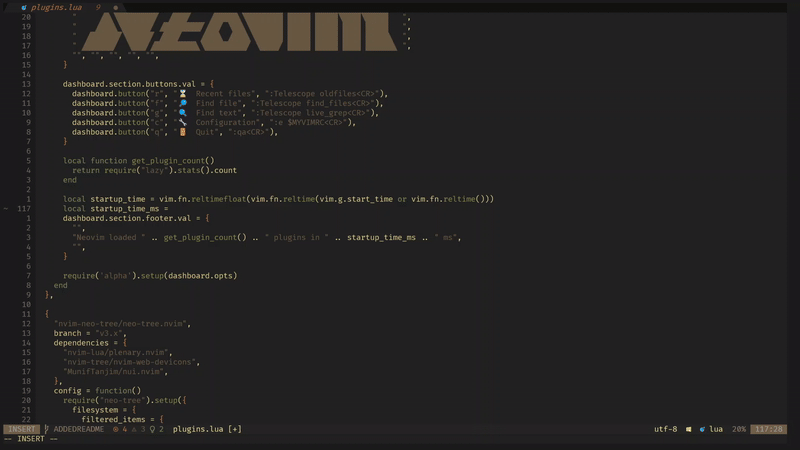 plugins.lua 9
20 " ",
19 " ",
18 " Neovim ",
17 " ",
16 "", "", "", "", "",
15 }
14
13 dashboard.section.buttons.val = {
12 dashboard.button("r", "⌛ Recent files", ":Telescope oldfiles<CR>"),
11 dashboard.button("f", "🔎 Find file", ":Telescope find_files<CR>"),
10 dashboard.button("g", "🔍 Find text", ":Telescope live_grep<CR>"),
9 dashboard.button("c", "🔧 Configuration", ":e $MYVIMRC<CR>"),
8 dashboard.button("q", "🚪 Quit", ":qa<CR>"),
7 }
6
5 local function get_plugin_count()
4 return require("lazy").stats().count
3 end
2
1 local startup_time = vim.fn.reltimefloat(vim.fn.reltime(vim.g.start_time or vim.fn.reltime()))
117 local startup_time_ms =
1 dashboard.section.footer.val = {
2 "",
3 "Neovim loaded " .. get_plugin_count() .. " plugins in " .. startup_time_ms .. " ms",
4 "",
5 }
6
7 require('alpha').setup(dashboard.opts)
8 end
9 },
10
11 {
12 "nvim-neo-tree/neo-tree.nvim",
13 branch = "v3.x",
14 dependencies = {
15 "nvim-lua/plenary.nvim",
16 "nvim-tree/nvim-web-devicons",
17 "MunifTanjim/nui.nvim",
18 },
19 config = function()
20 require("neo-tree").setup({
21 filesystem = {
22 filtered_items = {
INSERT ADDEDREADME 4 3 2 plugins.lua [+] utf-8 lua 20% 117:28
-- INSERT --